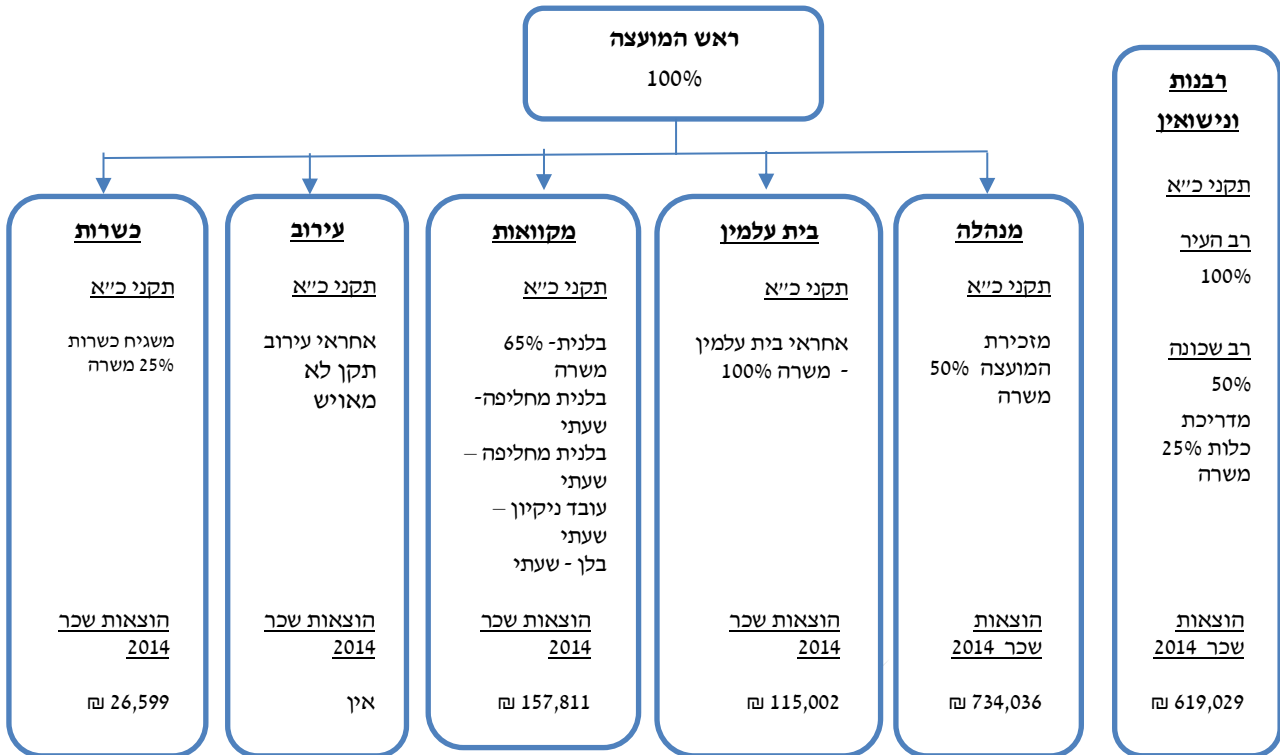 ראש המועצה
100%
רבנות
ונישואין
תקני כ״א
רב העיר
100%
רב שכונה
50%
מדריכת
כלות 25%
משרה
הוצאות
שכר 2014
619,029 ₪
מנהלה
תקני כ״א
מזכירת
המועצה 50%
משרה
הוצאות
שכר 2014
734,036 ₪
בית עלמין
תקני כ״א
אחראי בית עלמין
- משרה 100%
הוצאות שכר
2014
115,002 ₪
מקוואות
תקני כ״א
בלנית- 65%
משרה
בלנית מחליפה-
שעתי
בלנית מחליפה –
שעתי
עובד ניקיון –
שעתי
בלן - שעתי
הוצאות שכר
2014
157,811 ₪
עירוב
תקני כ״א
אחראי עירוב
תקן לא
מאויש
הוצאות שכר
2014
אין
כשרות
תקני כ״א
משגיח כשרות
25% משרה
הוצאות שכר
2014
26,599 ₪